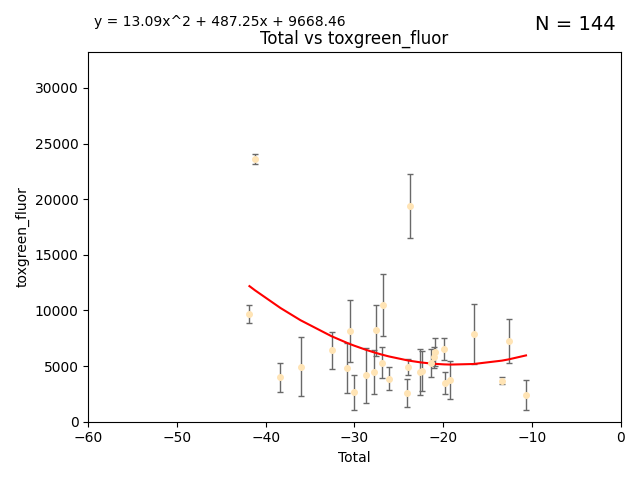 y = 13.09x^2 + 487.25x + 9668.46
N = 144
Total vs toxgreen_fluor
30000
25000
20000
15000
10000
5000
0
toxgreen_fluor
−60
−50
−40
−30
−20
−10
0
Total